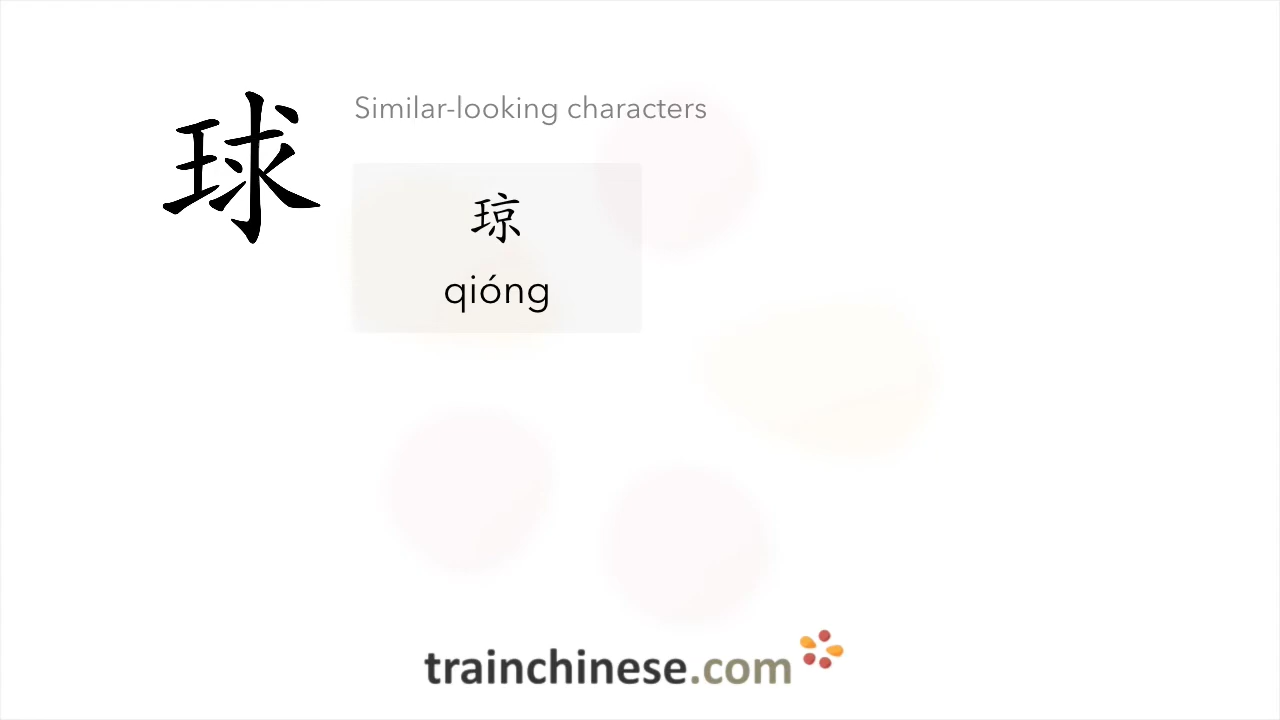 球
Similar-looking characters
琼
qióng
trainchinese.com